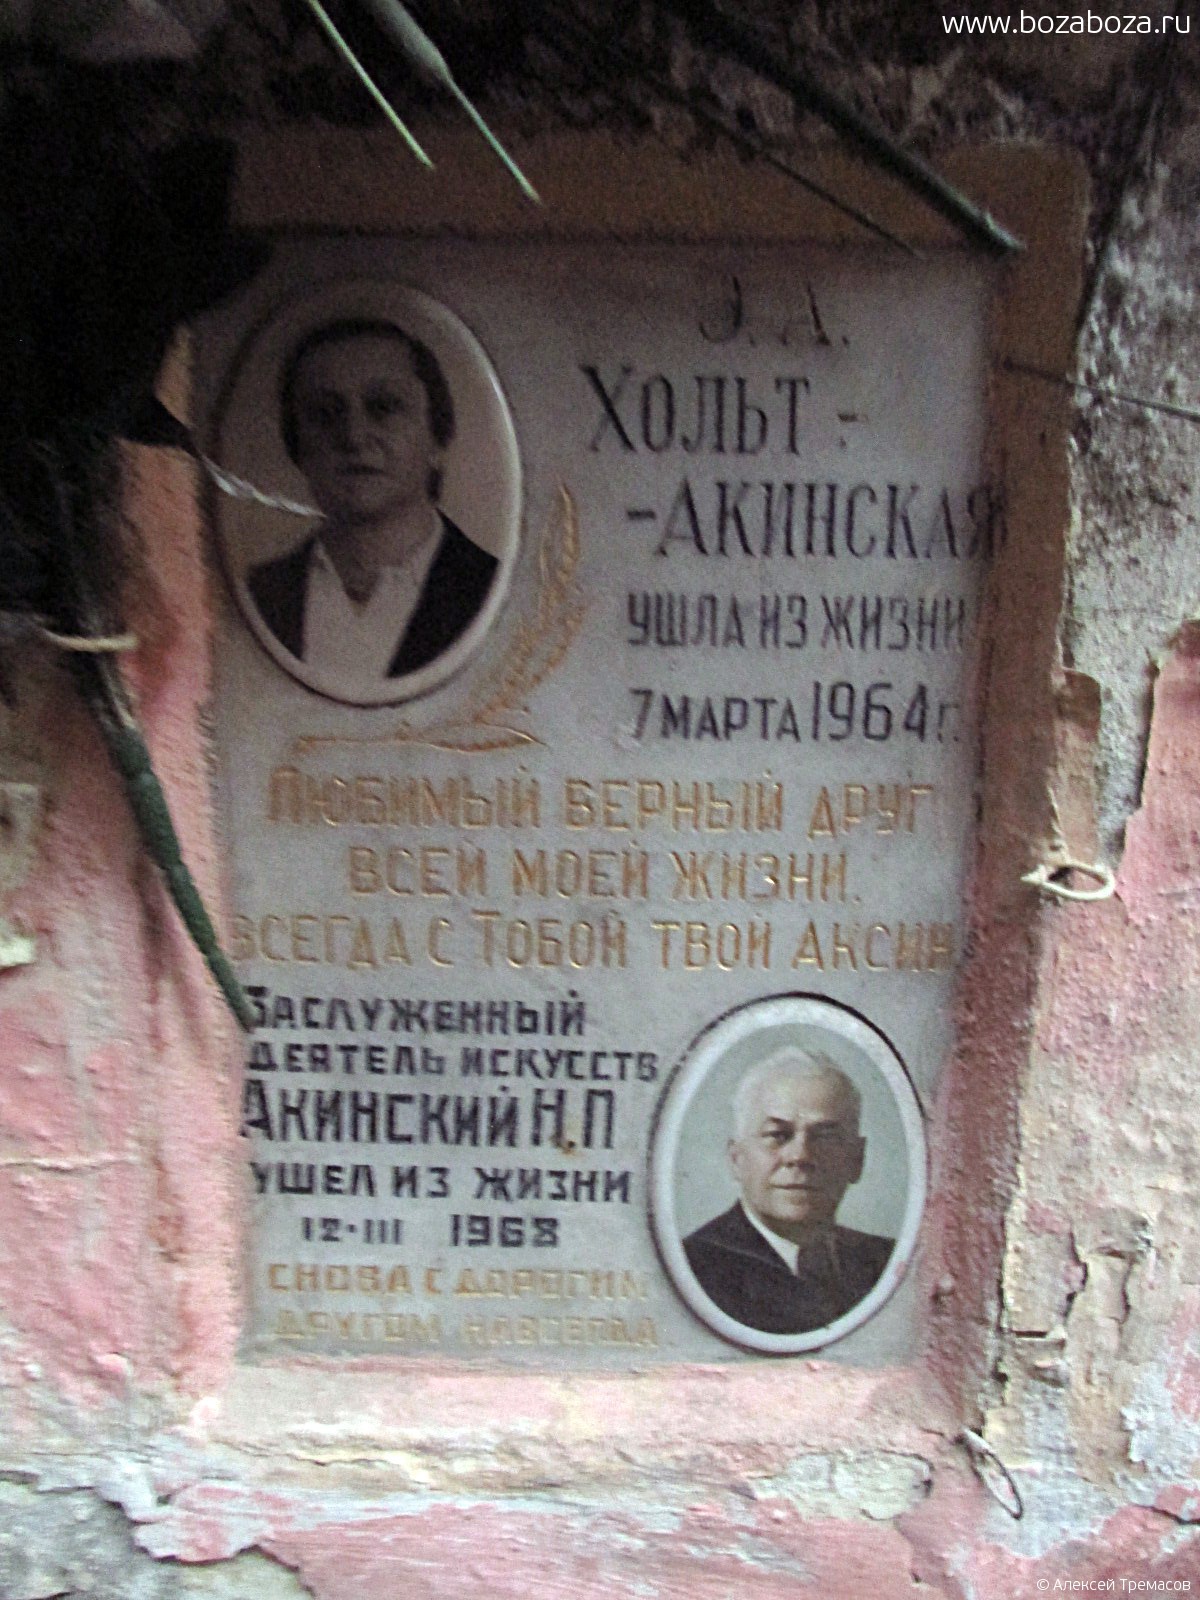 www.bozaboza.ru
Э. А.
ХОЛЬТ-
-АКИНСКАЯ
УШЛА ИЗ ЖИЗНИ
7 МАРТА 1964 г.
ЛЮБИМЫЙ ВЕРНЫЙ ДРУГ
ВСЕЙ МОЕЙ ЖИЗНИ.
ВСЕГДА С ТОБОЙ ТВОЙ АКСИН
ЗАСЛУЖЕННЫЙ
ДЕЯТЕЛЬ ИСКУССТВ
АКИНСКИЙ Н.П
УШЕЛ ИЗ ЖИЗНИ
12·III 1968
СНОВА С ДОРОГИМ
ДРУГОМ НАВСЕГДА
© Алексей Тремасов